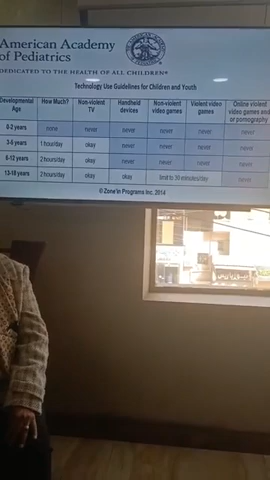 American Academy
of Pediatrics
DEDICATED TO THE HEALTH OF ALL CHILDREN®
Technology Use Guidelines for Children and Youth
Developmental Age | How Much? | Non-violent TV | Handheld devices | Non-violent video games | Violent video games | Online violent video games and/or pornography
0-2 years | none | never | never | never | never | never
3-5 years | 1 hour/day | okay | never | never | never | never
6-12 years | 2 hours/day | okay | never | never | never | never
13-18 years | 2 hours/day | okay | okay | limit to 30 minutes/day | never
© Zone'in Programs Inc. 2014